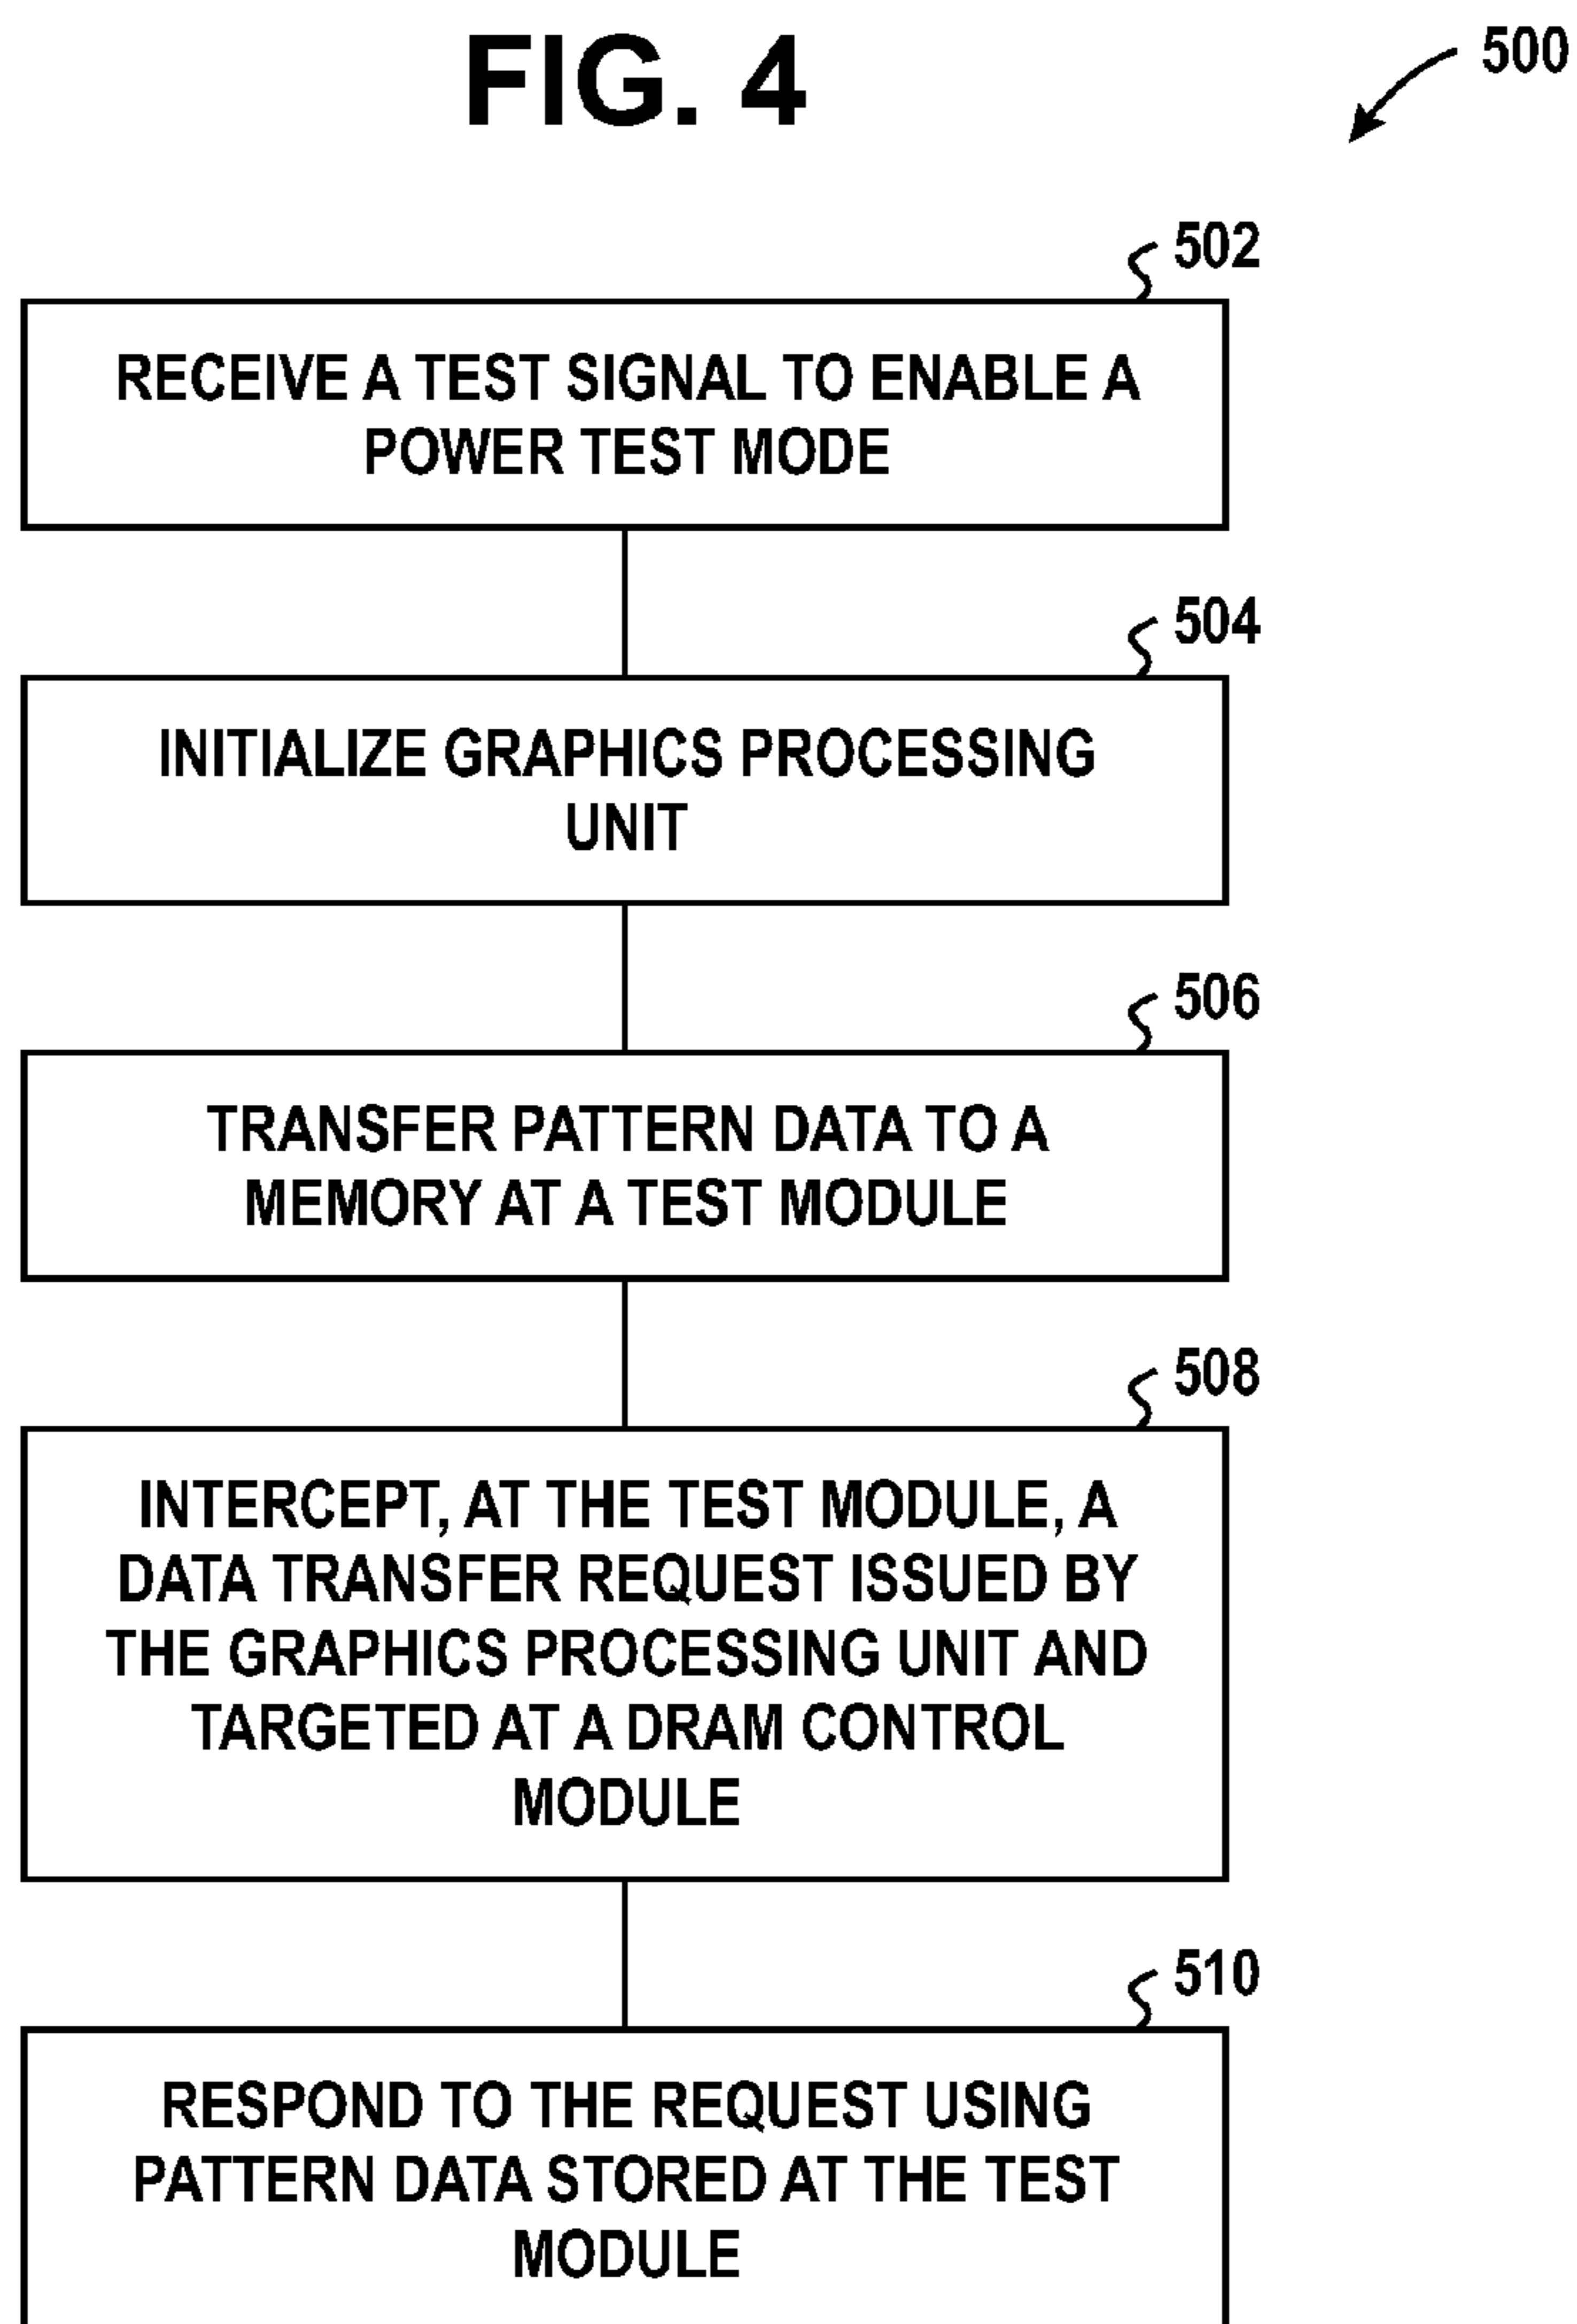 FIG. 4
500
502
RECEIVE A TEST SIGNAL TO ENABLE A
POWER TEST MODE
504
INITIALIZE GRAPHICS PROCESSING
UNIT
506
TRANSFER PATTERN DATA TO A
MEMORY AT A TEST MODULE
508
INTERCEPT, AT THE TEST MODULE, A
DATA TRANSFER REQUEST ISSUED BY
THE GRAPHICS PROCESSING UNIT AND
TARGETED AT A DRAM CONTROL
MODULE
510
RESPOND TO THE REQUEST USING
PATTERN DATA STORED AT THE TEST
MODULE